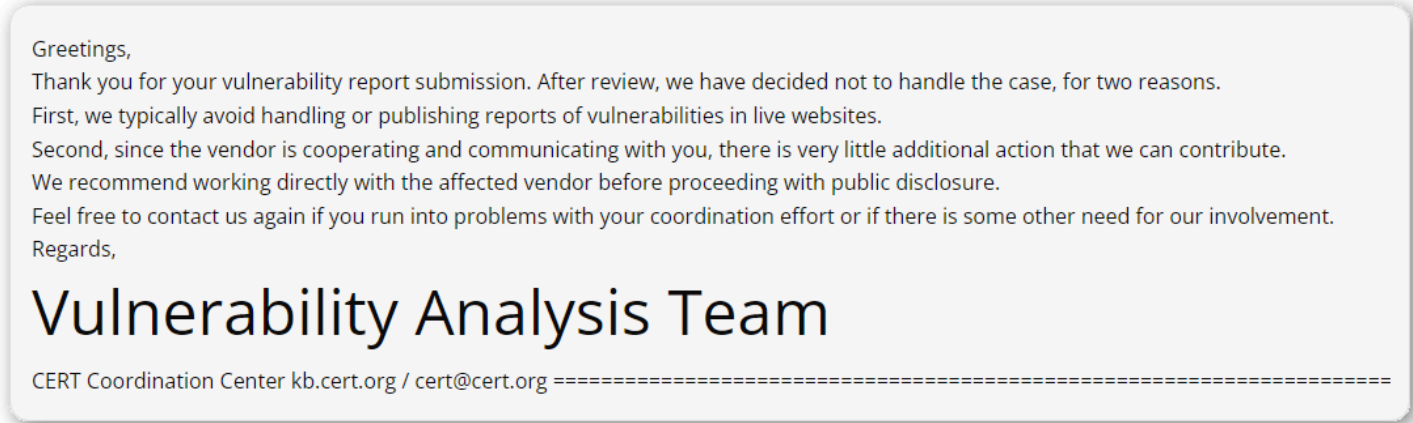 Greetings,
Thank you for your vulnerability report submission. After review, we have decided not to handle the case, for two reasons.
First, we typically avoid handling or publishing reports of vulnerabilities in live websites.
Second, since the vendor is cooperating and communicating with you, there is very little additional action that we can contribute.
We recommend working directly with the affected vendor before proceeding with public disclosure.
Feel free to contact us again if you run into problems with your coordination effort or if there is some other need for our involvement.
Regards,
Vulnerability Analysis Team
CERT Coordination Center kb.cert.org / cert@cert.org ======================================================================